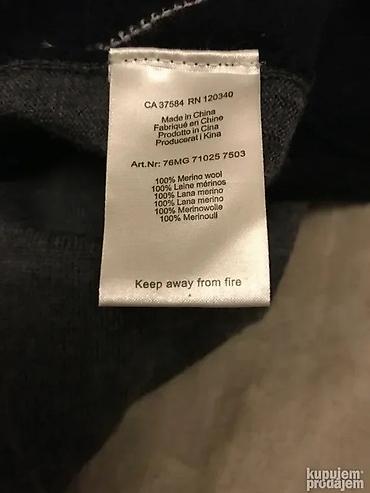 CA 37584 RN 120340
Made in China
Fabriqué en Chine
Prodotto in Cina
Producerat i Kina
Art.Nr: 76MG 71025 7503
100% Merino wool
100% Laine mérinos
100% Lana merino
100% Lana merino
100% Merinowolle
100% Merinoull
Keep away from fire
kupujem
prodajem